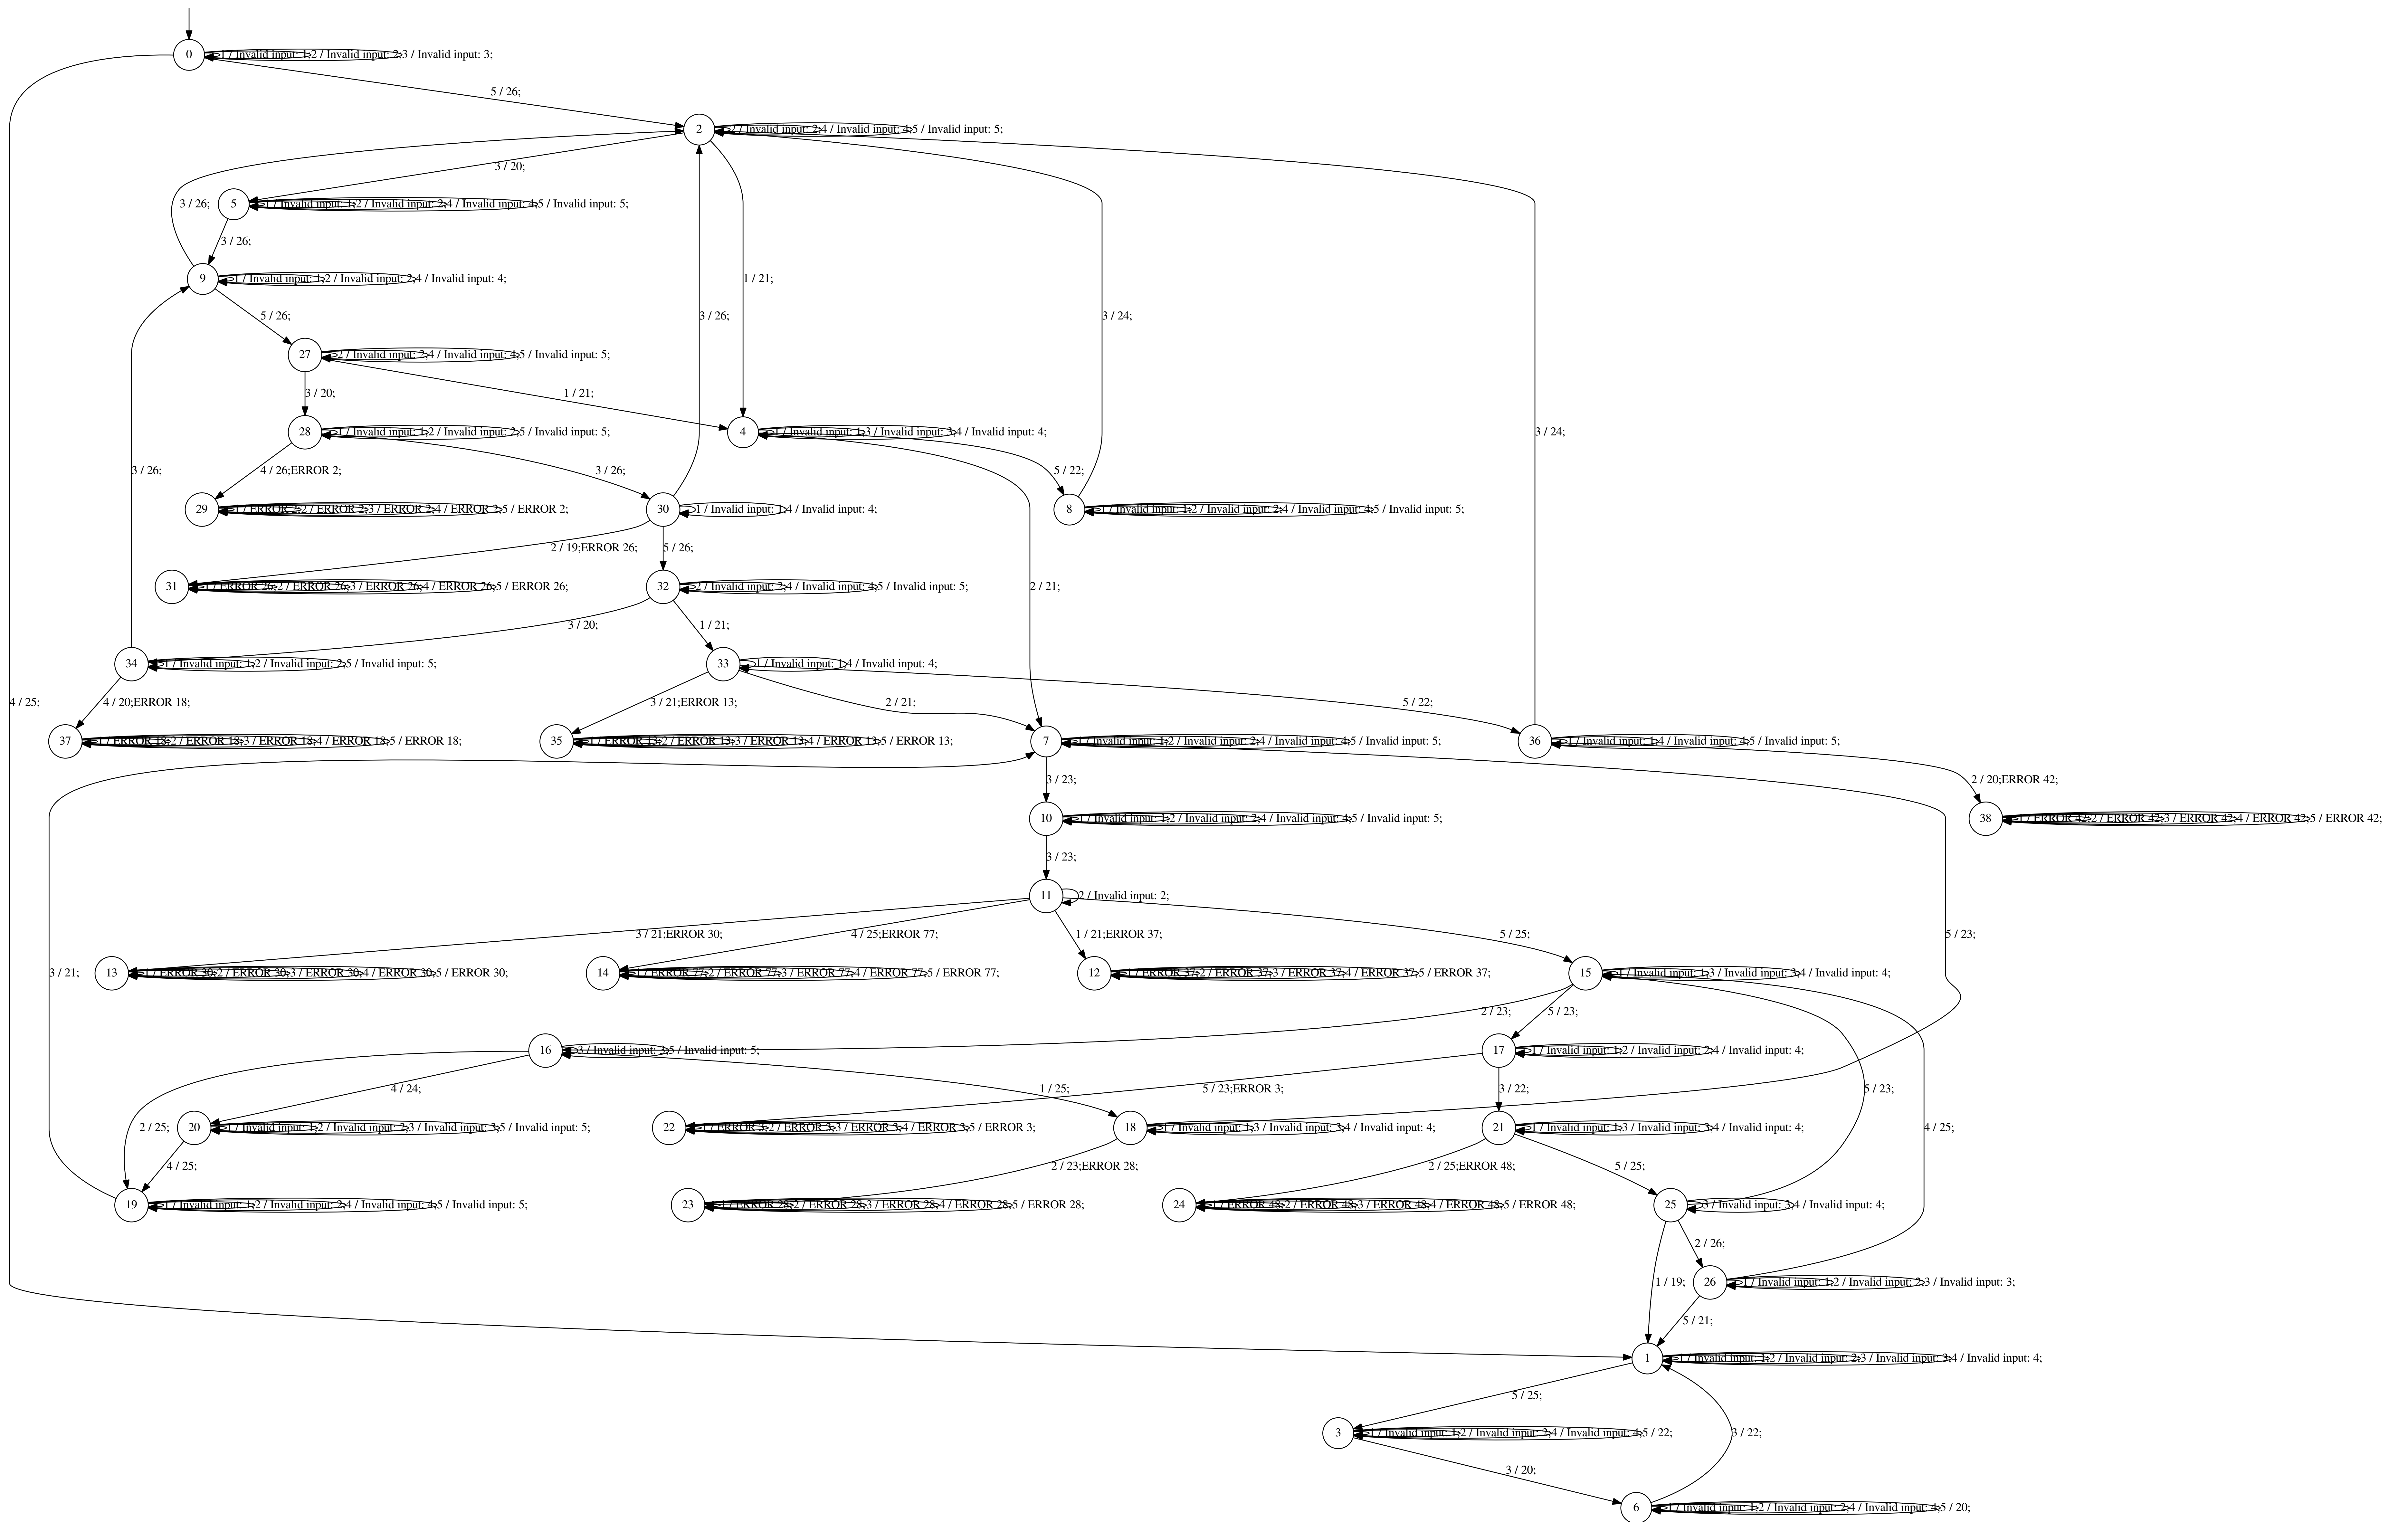 0
1 / Invalid input: 1;
2 / Invalid input: 2;
3 / Invalid input: 3;
5 / 26;
2
2 / Invalid input: 2;
4 / Invalid input: 4;
5 / Invalid input: 5;
3 / 20;
3 / 26;
5
1 / Invalid input: 1;
2 / Invalid input: 2;
4 / Invalid input: 4;
5 / Invalid input: 5;
3 / 26;
9
1 / Invalid input: 1;
2 / Invalid input: 2;
4 / Invalid input: 4;
1 / 21;
5 / 26;
3 / 26;
3 / 24;
27
2 / Invalid input: 2;
4 / Invalid input: 4;
5 / Invalid input: 5;
3 / 20;
1 / 21;
28
1 / Invalid input: 1;
2 / Invalid input: 2;
5 / Invalid input: 5;
4
1 / Invalid input: 1;
3 / Invalid input: 3;
4 / Invalid input: 4;
3 / 24;
3 / 26;
4 / 26;ERROR 2;
3 / 26;
5 / 22;
29
1 / ERROR 2;
2 / ERROR 2;
3 / ERROR 2;
4 / ERROR 2;
5 / ERROR 2;
30
1 / Invalid input: 1;
4 / Invalid input: 4;
8
1 / Invalid input: 1;
2 / Invalid input: 2;
4 / Invalid input: 4;
5 / Invalid input: 5;
2 / 19;ERROR 26;
5 / 26;
31
1 / ERROR 26;
2 / ERROR 26;
3 / ERROR 26;
4 / ERROR 26;
5 / ERROR 26;
32
2 / Invalid input: 2;
4 / Invalid input: 4;
5 / Invalid input: 5;
2 / 21;
3 / 20;
1 / 21;
34
1 / Invalid input: 1;
2 / Invalid input: 2;
5 / Invalid input: 5;
33
1 / Invalid input: 1;
4 / Invalid input: 4;
4 / 25;
4 / 20;ERROR 18;
3 / 21;ERROR 13;
2 / 21;
5 / 22;
37
1 / ERROR 18;
2 / ERROR 18;
3 / ERROR 18;
4 / ERROR 18;
5 / ERROR 18;
35
1 / ERROR 13;
2 / ERROR 13;
3 / ERROR 13;
4 / ERROR 13;
5 / ERROR 13;
7
1 / Invalid input: 1;
2 / Invalid input: 2;
4 / Invalid input: 4;
5 / Invalid input: 5;
36
1 / Invalid input: 1;
4 / Invalid input: 4;
5 / Invalid input: 5;
3 / 23;
2 / 20;ERROR 42;
10
1 / Invalid input: 1;
2 / Invalid input: 2;
4 / Invalid input: 4;
5 / Invalid input: 5;
38
1 / ERROR 42;
2 / ERROR 42;
3 / ERROR 42;
4 / ERROR 42;
5 / ERROR 42;
3 / 23;
11
2 / Invalid input: 2;
3 / 21;ERROR 30;
4 / 25;ERROR 77;
1 / 21;ERROR 37;
5 / 25;
5 / 23;
3 / 21;
13
1 / ERROR 30;
2 / ERROR 30;
3 / ERROR 30;
4 / ERROR 30;
5 / ERROR 30;
14
1 / ERROR 77;
2 / ERROR 77;
3 / ERROR 77;
4 / ERROR 77;
5 / ERROR 77;
12
1 / ERROR 37;
2 / ERROR 37;
3 / ERROR 37;
4 / ERROR 37;
5 / ERROR 37;
15
1 / Invalid input: 1;
3 / Invalid input: 3;
4 / Invalid input: 4;
2 / 23;
5 / 23;
16
3 / Invalid input: 3;
5 / Invalid input: 5;
17
1 / Invalid input: 1;
2 / Invalid input: 2;
4 / Invalid input: 4;
4 / 24;
1 / 25;
5 / 23;ERROR 3;
3 / 22;
5 / 23;
2 / 25;
20
1 / Invalid input: 1;
2 / Invalid input: 2;
3 / Invalid input: 3;
5 / Invalid input: 5;
22
1 / ERROR 3;
2 / ERROR 3;
3 / ERROR 3;
4 / ERROR 3;
5 / ERROR 3;
18
1 / Invalid input: 1;
3 / Invalid input: 3;
4 / Invalid input: 4;
21
1 / Invalid input: 1;
3 / Invalid input: 3;
4 / Invalid input: 4;
4 / 25;
4 / 25;
2 / 23;ERROR 28;
2 / 25;ERROR 48;
5 / 25;
19
1 / Invalid input: 1;
2 / Invalid input: 2;
4 / Invalid input: 4;
5 / Invalid input: 5;
23
1 / ERROR 28;
2 / ERROR 28;
3 / ERROR 28;
4 / ERROR 28;
5 / ERROR 28;
24
1 / ERROR 48;
2 / ERROR 48;
3 / ERROR 48;
4 / ERROR 48;
5 / ERROR 48;
25
3 / Invalid input: 3;
4 / Invalid input: 4;
2 / 26;
1 / 19;
26
1 / Invalid input: 1;
2 / Invalid input: 2;
3 / Invalid input: 3;
5 / 21;
1
1 / Invalid input: 1;
2 / Invalid input: 2;
3 / Invalid input: 3;
4 / Invalid input: 4;
5 / 25;
3
1 / Invalid input: 1;
2 / Invalid input: 2;
4 / Invalid input: 4;
5 / 22;
3 / 22;
3 / 20;
6
1 / Invalid input: 1;
2 / Invalid input: 2;
4 / Invalid input: 4;
5 / 20;